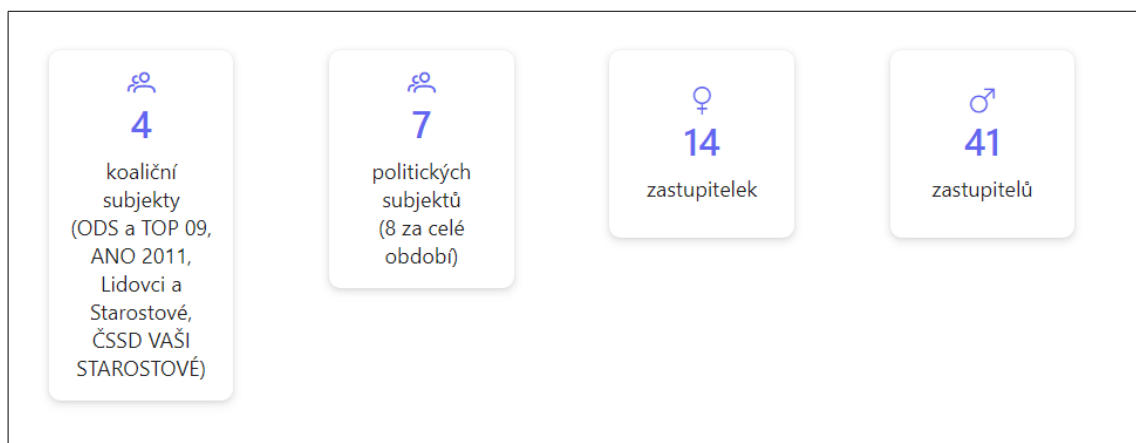 4
koaliční
subjekty
(ODS a TOP 09,
ANO 2011,
Lidovci a
Starostové,
ČSSD VAŠI
STAROSTOVÉ)
7
politických
subjektů
(8 za celé
období)
14
zastupitelek
41
zastupitelů